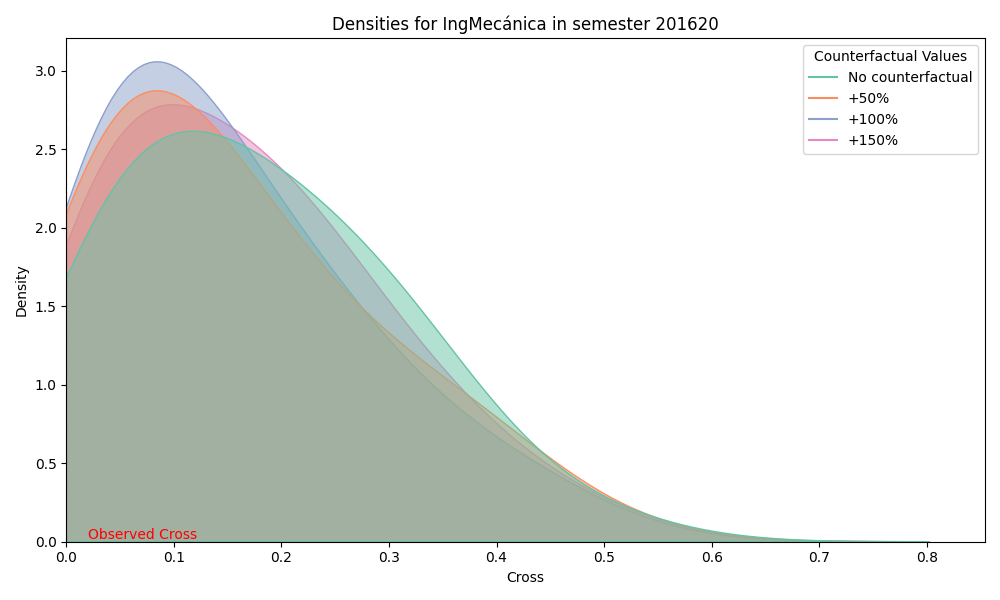 Densities for IngMecánica in semester 201620
Counterfactual Values
No counterfactual
+50%
+100%
+150%
Density
3.0
2.5
2.0
1.5
1.0
0.5
0.0
Observed Cross
0.0 0.1 0.2 0.3 0.4 0.5 0.6 0.7 0.8
Cross